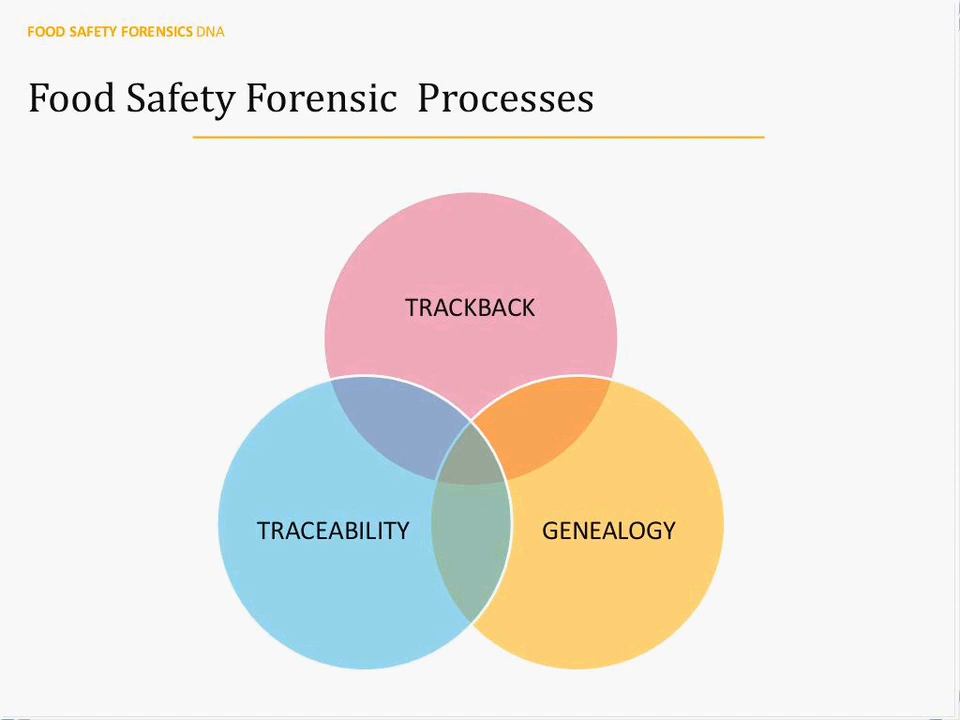 FOOD SAFETY FORENSICS DNA
Food Safety Forensic  Processes
TRACKBACK
TRACEABILITY
GENEALOGY